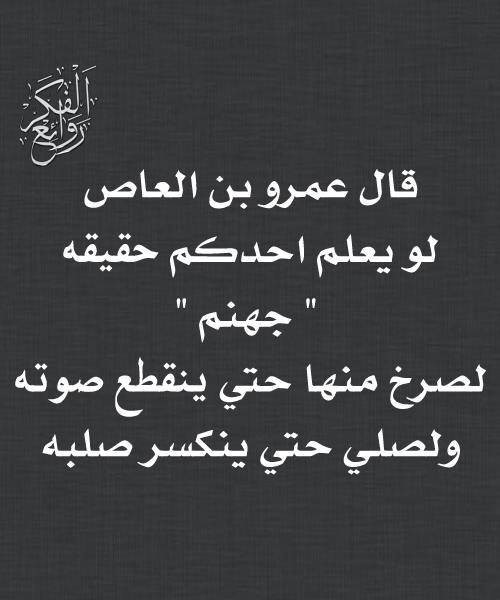 روائع الفكر
قال عمرو بن العاص
لو يعلم احدكم حقيقه
" جهنم "
لصرخ منها حتي ينقطع صوته
ولصلي حتي ينكسر صلبه